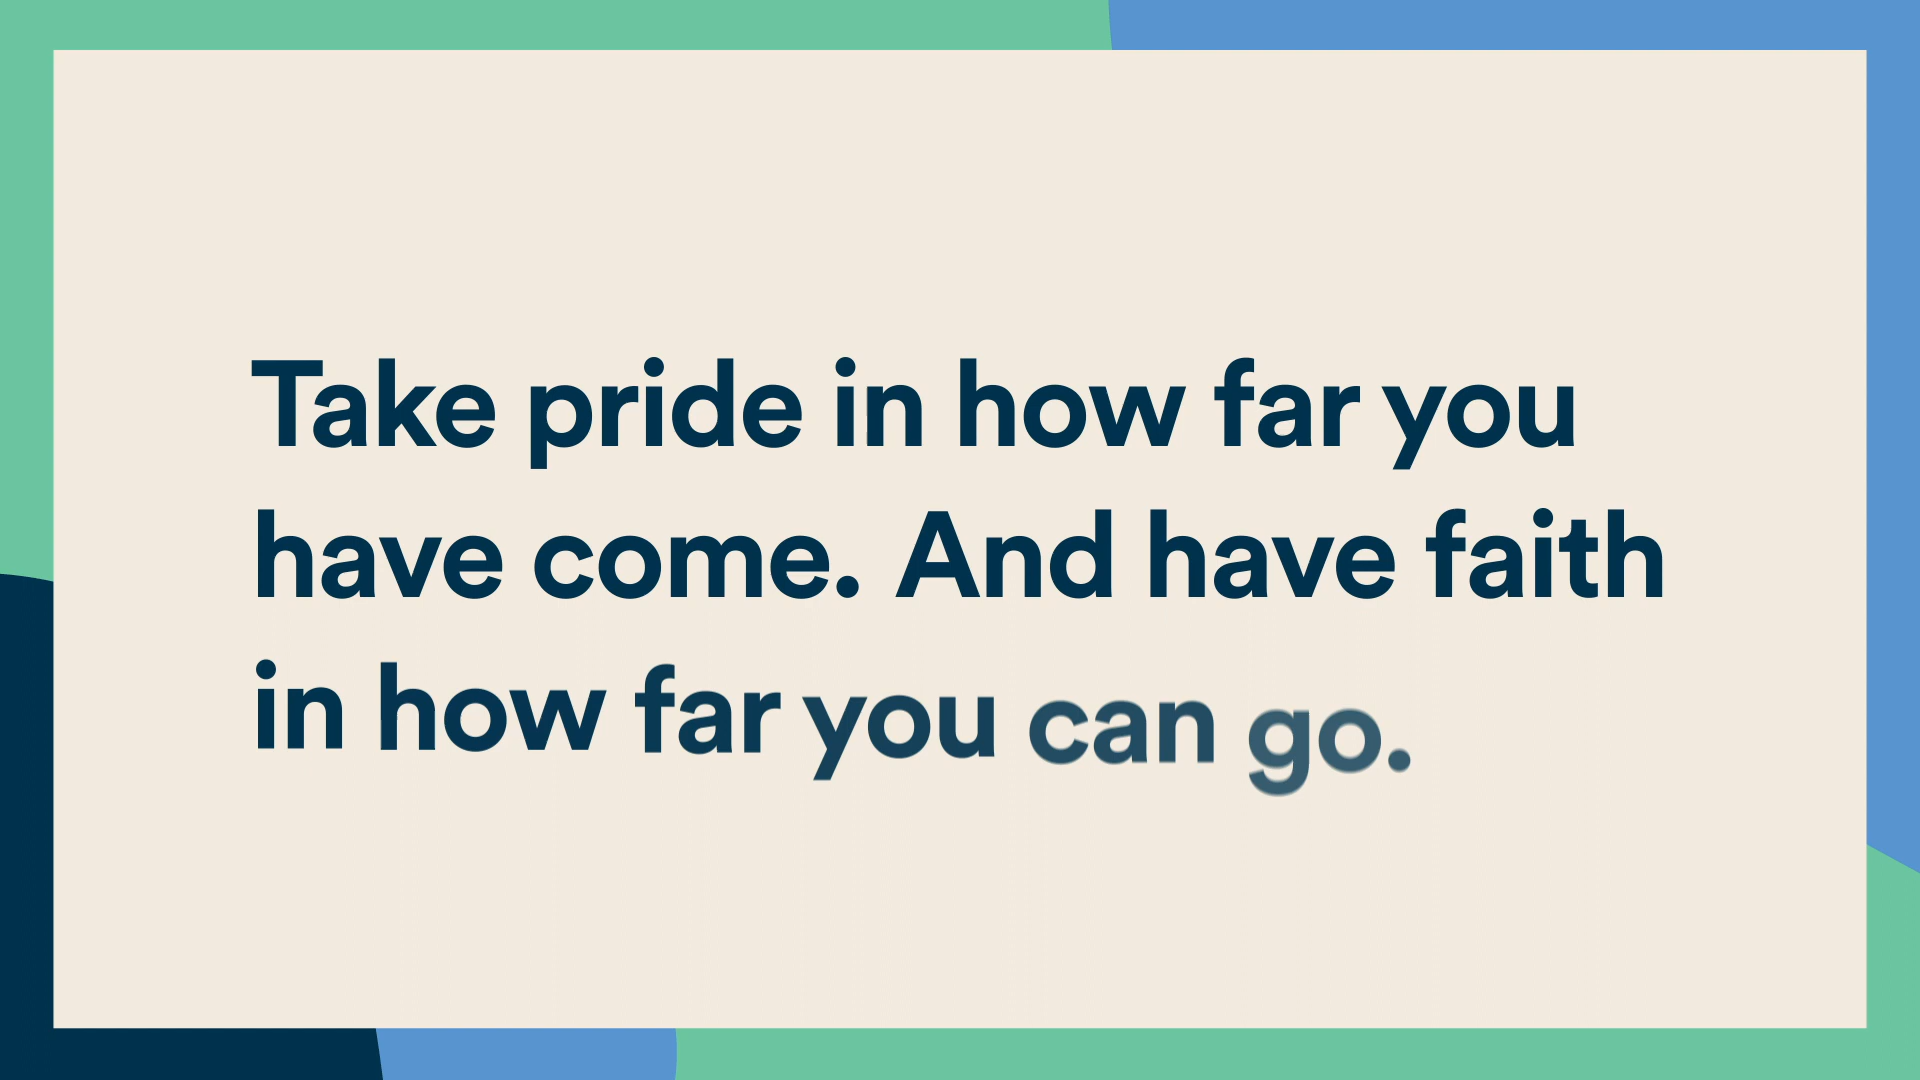 Take pride in how far you
have come. And have faith
in how far you can go.